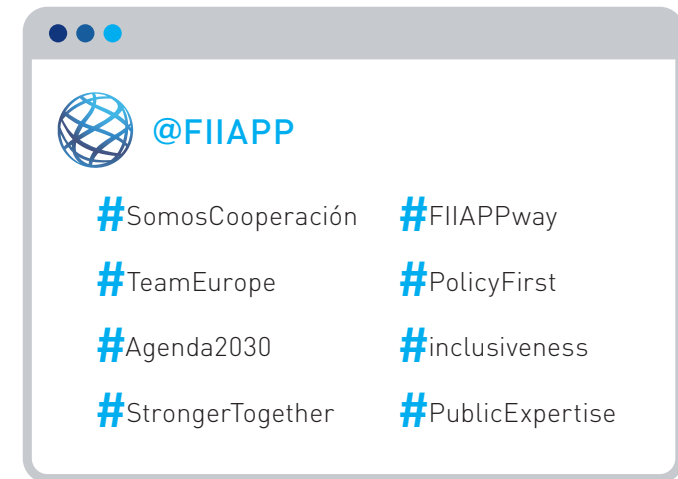 @FIIAPP
#SomosCooperación
#FIIAPPway
#TeamEurope
#PolicyFirst
#Agenda2030
#inclusiveness
#StrongerTogether
#PublicExpertise